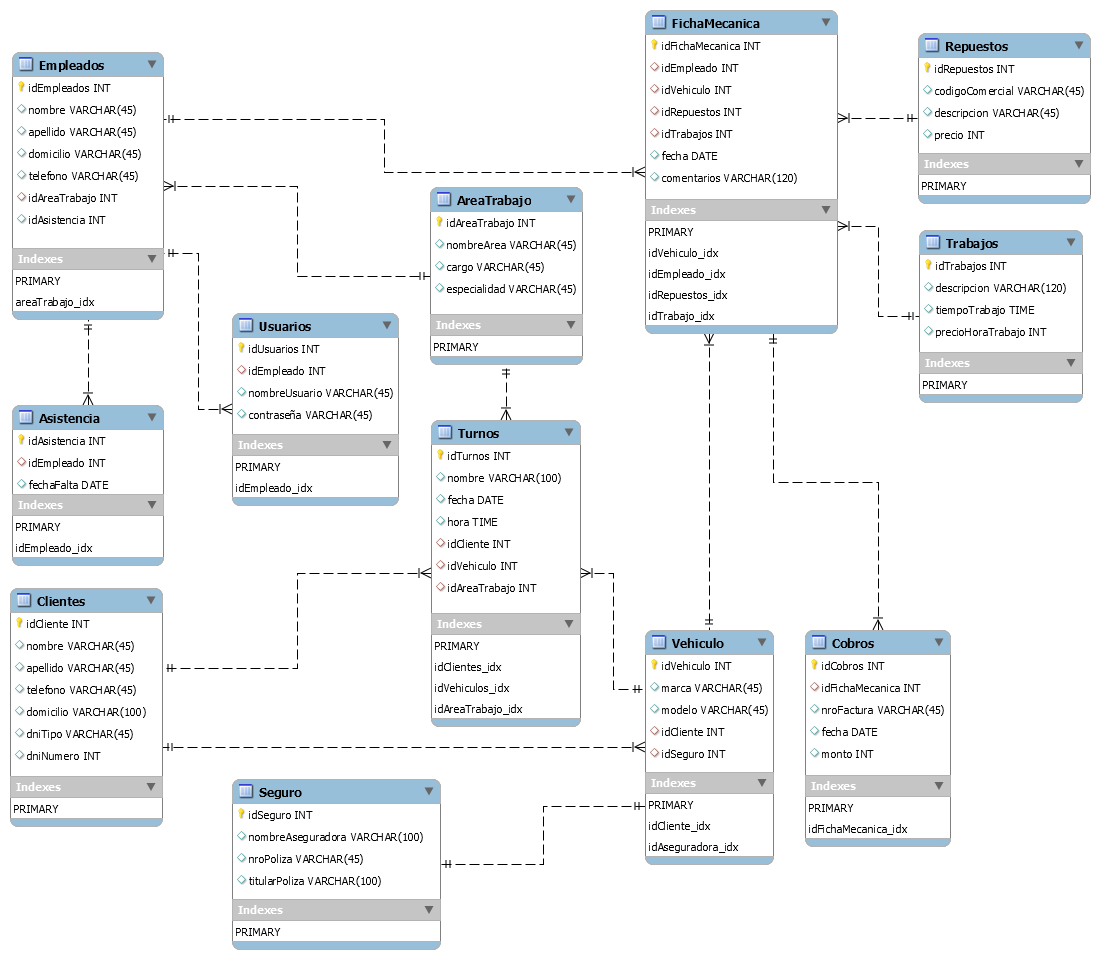 Empleados
idEmpleados INT
nombre VARCHAR(45)
apellido VARCHAR(45)
domicilio VARCHAR(45)
telefono VARCHAR(45)
idAreaTrabajo INT
idAsistencia INT
Indexes
PRIMARY
areaTrabajo_idx
FichaMecanica
idFichaMecanica INT
idEmpleado INT
idVehiculo INT
idRepuestos INT
idTrabajos INT
fecha DATE
comentarios VARCHAR(120)
Indexes
PRIMARY
idVehiculo_idx
idEmpleado_idx
idRepuestos_idx
idTrabajo_idx
Repuestos
idRepuestos INT
codigoComercial VARCHAR(45)
descripcion VARCHAR(45)
precio INT
Indexes
PRIMARY
AreaTrabajo
idAreaTrabajo INT
nombreArea VARCHAR(45)
cargo VARCHAR(45)
especialidad VARCHAR(45)
Indexes
PRIMARY
Trabajos
idTrabajos INT
descripcion VARCHAR(120)
tiempoTrabajo TIME
precioHoraTrabajo INT
Indexes
PRIMARY
Usuarios
idUsuarios INT
idEmpleado INT
nombreUsuario VARCHAR(45)
contraseña VARCHAR(45)
Indexes
PRIMARY
idEmpleado_idx
Asistencia
idAsistencia INT
idEmpleado INT
fechaFalta DATE
Indexes
PRIMARY
idEmpleado_idx
Turnos
idTurnos INT
nombre VARCHAR(100)
fecha DATE
hora TIME
idCliente INT
idVehiculo INT
idAreaTrabajo INT
Indexes
PRIMARY
idClientes_idx
idVehiculos_idx
idAreaTrabajo_idx
Clientes
idCliente INT
nombre VARCHAR(45)
apellido VARCHAR(45)
telefono VARCHAR(45)
domicilio VARCHAR(100)
dniTipo VARCHAR(45)
dniNumero INT
Indexes
PRIMARY
Vehiculo
idVehiculo INT
marca VARCHAR(45)
modelo VARCHAR(45)
idCliente INT
idSeguro INT
Indexes
PRIMARY
idCliente_idx
idAseguradora_idx
Cobros
idCobros INT
idFichaMecanica INT
nroFactura VARCHAR(45)
fecha DATE
monto INT
Indexes
PRIMARY
idFichaMecanica_idx
Seguro
idSeguro INT
nombreAseguradora VARCHAR(100)
nroPoliza VARCHAR(45)
titularPoliza VARCHAR(100)
Indexes
PRIMARY